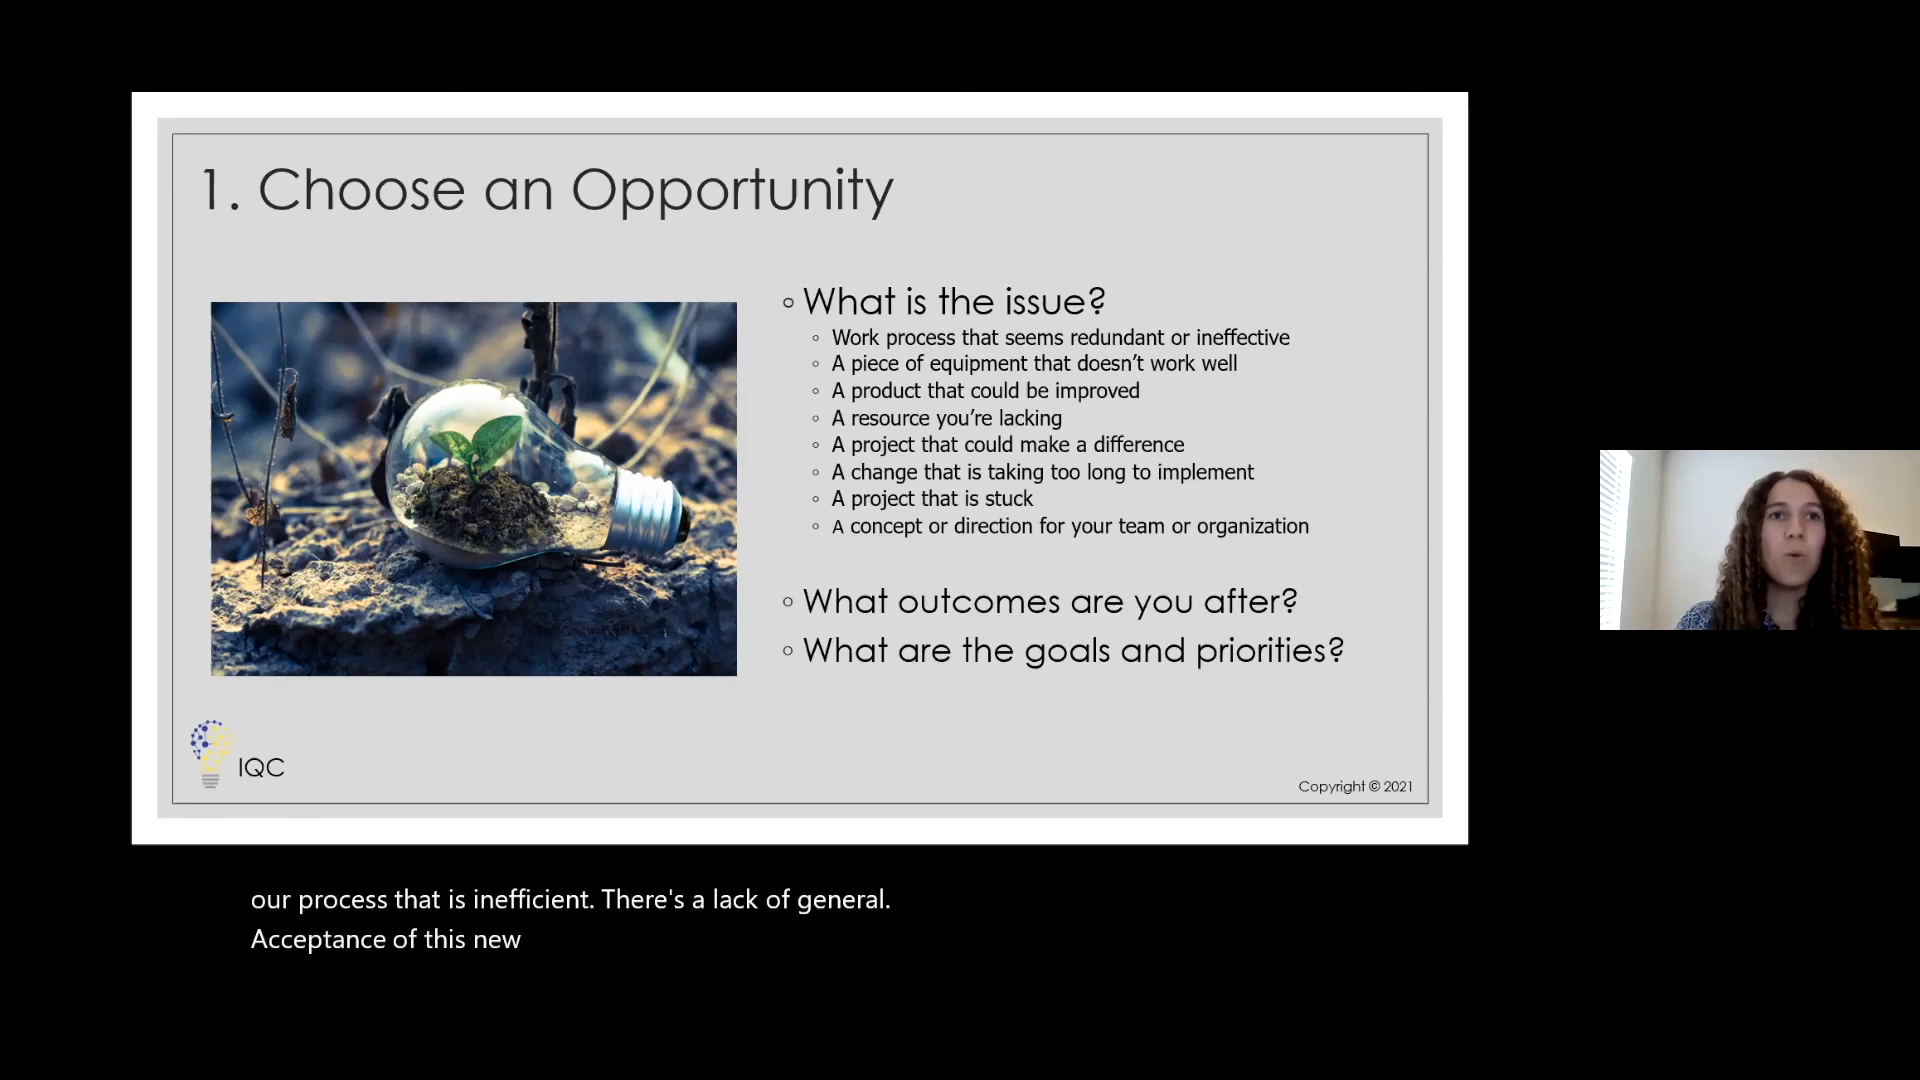 1. Choose an Opportunity
◦ What is the issue?
◦ Work process that seems redundant or ineffective
◦ A piece of equipment that doesn’t work well
◦ A product that could be improved
◦ A resource you’re lacking
◦ A project that could make a difference
◦ A change that is taking too long to implement
◦ A project that is stuck
◦ A concept or direction for your team or organization
◦ What outcomes are you after?
◦ What are the goals and priorities?
IQC
Copyright © 2021
our process that is inefficient. There's a lack of general.
Acceptance of this new